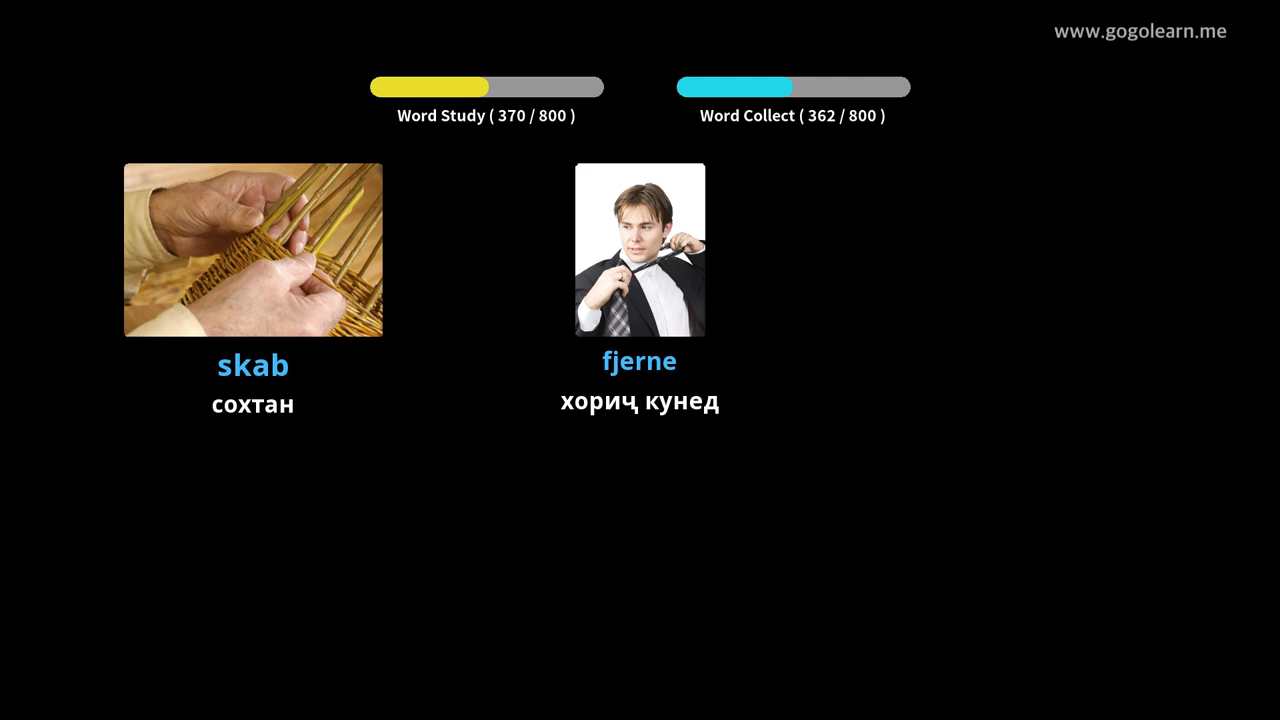 www.gogolearn.me
Word Study ( 370 / 800 )
Word Collect ( 362 / 800 )
skab
сохтан
fjerne
хориҷ кунед